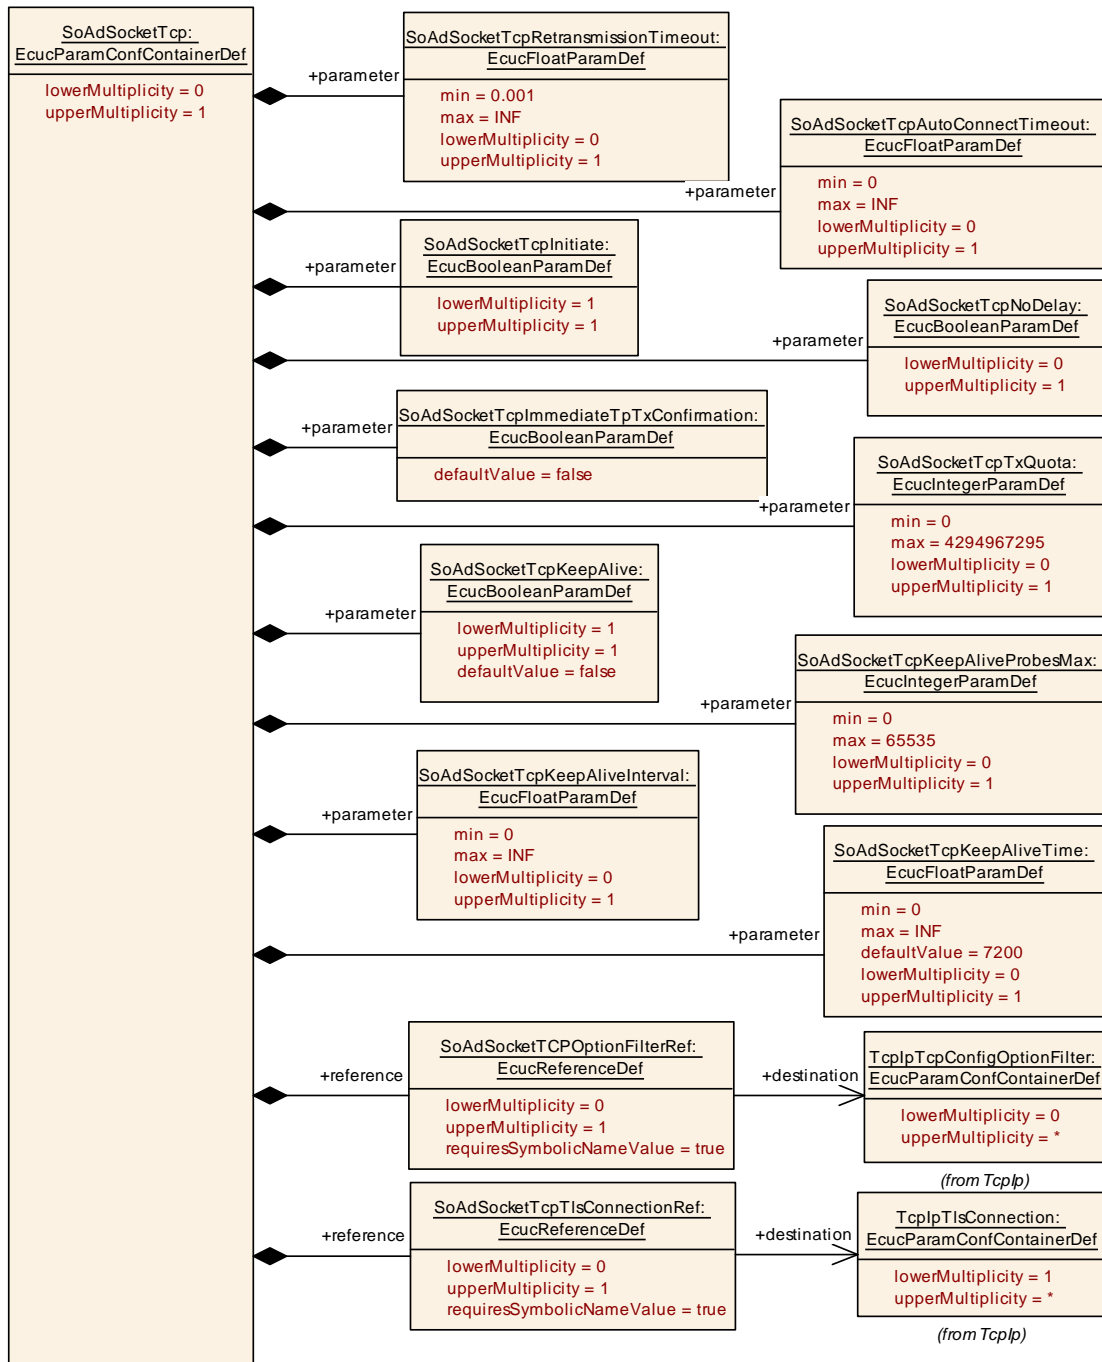 SoAdSocketTcp:
EcucParamConfContainerDef
lowerMultiplicity = 0
upperMultiplicity = 1
+parameter
SoAdSocketTcpRetransmissionTimeout:
EcucFloatParamDef
min = 0.001
max = INF
lowerMultiplicity = 0
upperMultiplicity = 1
+parameter
SoAdSocketTcpAutoConnectTimeout:
EcucFloatParamDef
min = 0
max = INF
lowerMultiplicity = 0
upperMultiplicity = 1
+parameter
SoAdSocketTcpInitiate:
EcucBooleanParamDef
lowerMultiplicity = 1
upperMultiplicity = 1
+parameter
SoAdSocketTcpNoDelay:
EcucBooleanParamDef
lowerMultiplicity = 0
upperMultiplicity = 1
+parameter
SoAdSocketTcpImmediateTpTxConfirmation:
EcucBooleanParamDef
defaultValue = false
+parameter
SoAdSocketTcpTxQuota:
EcucIntegerParamDef
min = 0
max = 4294967295
lowerMultiplicity = 0
upperMultiplicity = 1
+parameter
SoAdSocketTcpKeepAlive:
EcucBooleanParamDef
lowerMultiplicity = 1
upperMultiplicity = 1
defaultValue = false
+parameter
SoAdSocketTcpKeepAliveProbesMax:
EcucIntegerParamDef
min = 0
max = 65535
lowerMultiplicity = 0
upperMultiplicity = 1
+parameter
SoAdSocketTcpKeepAliveInterval:
EcucFloatParamDef
min = 0
max = INF
lowerMultiplicity = 0
upperMultiplicity = 1
+parameter
SoAdSocketTcpKeepAliveTime:
EcucFloatParamDef
min = 0
max = INF
defaultValue = 7200
lowerMultiplicity = 0
upperMultiplicity = 1
+reference
SoAdSocketTCPOptionFilterRef:
EcucReferenceDef
lowerMultiplicity = 0
upperMultiplicity = 1
requiresSymbolicNameValue = true
+destination
TcpIpTcpConfigOptionFilter:
EcucParamConfContainerDef
lowerMultiplicity = 0
upperMultiplicity = *
(from TcpIp)
+reference
SoAdSocketTcpTlsConnectionRef:
EcucReferenceDef
lowerMultiplicity = 0
upperMultiplicity = 1
requiresSymbolicNameValue = true
+destination
TcpIpTlsConnection:
EcucParamConfContainerDef
lowerMultiplicity = 1
upperMultiplicity = *
(from TcpIp)